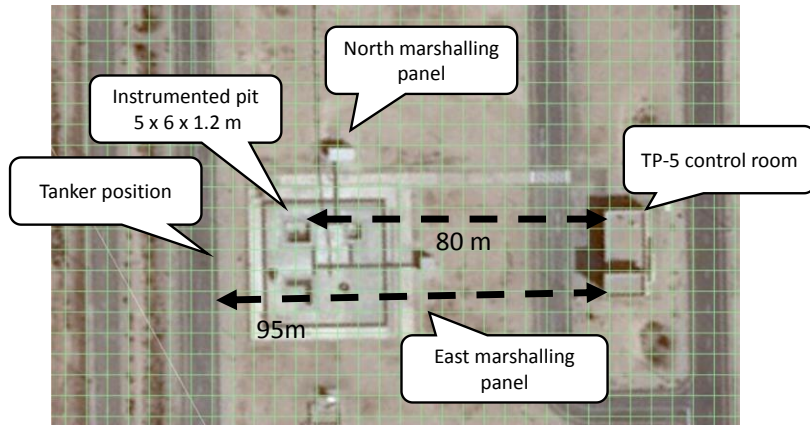 North marshalling
panel
Instrumented pit
5 x 6 x 1.2 m
TP-5 control room
Tanker position
80 m
95m
East marshalling
panel